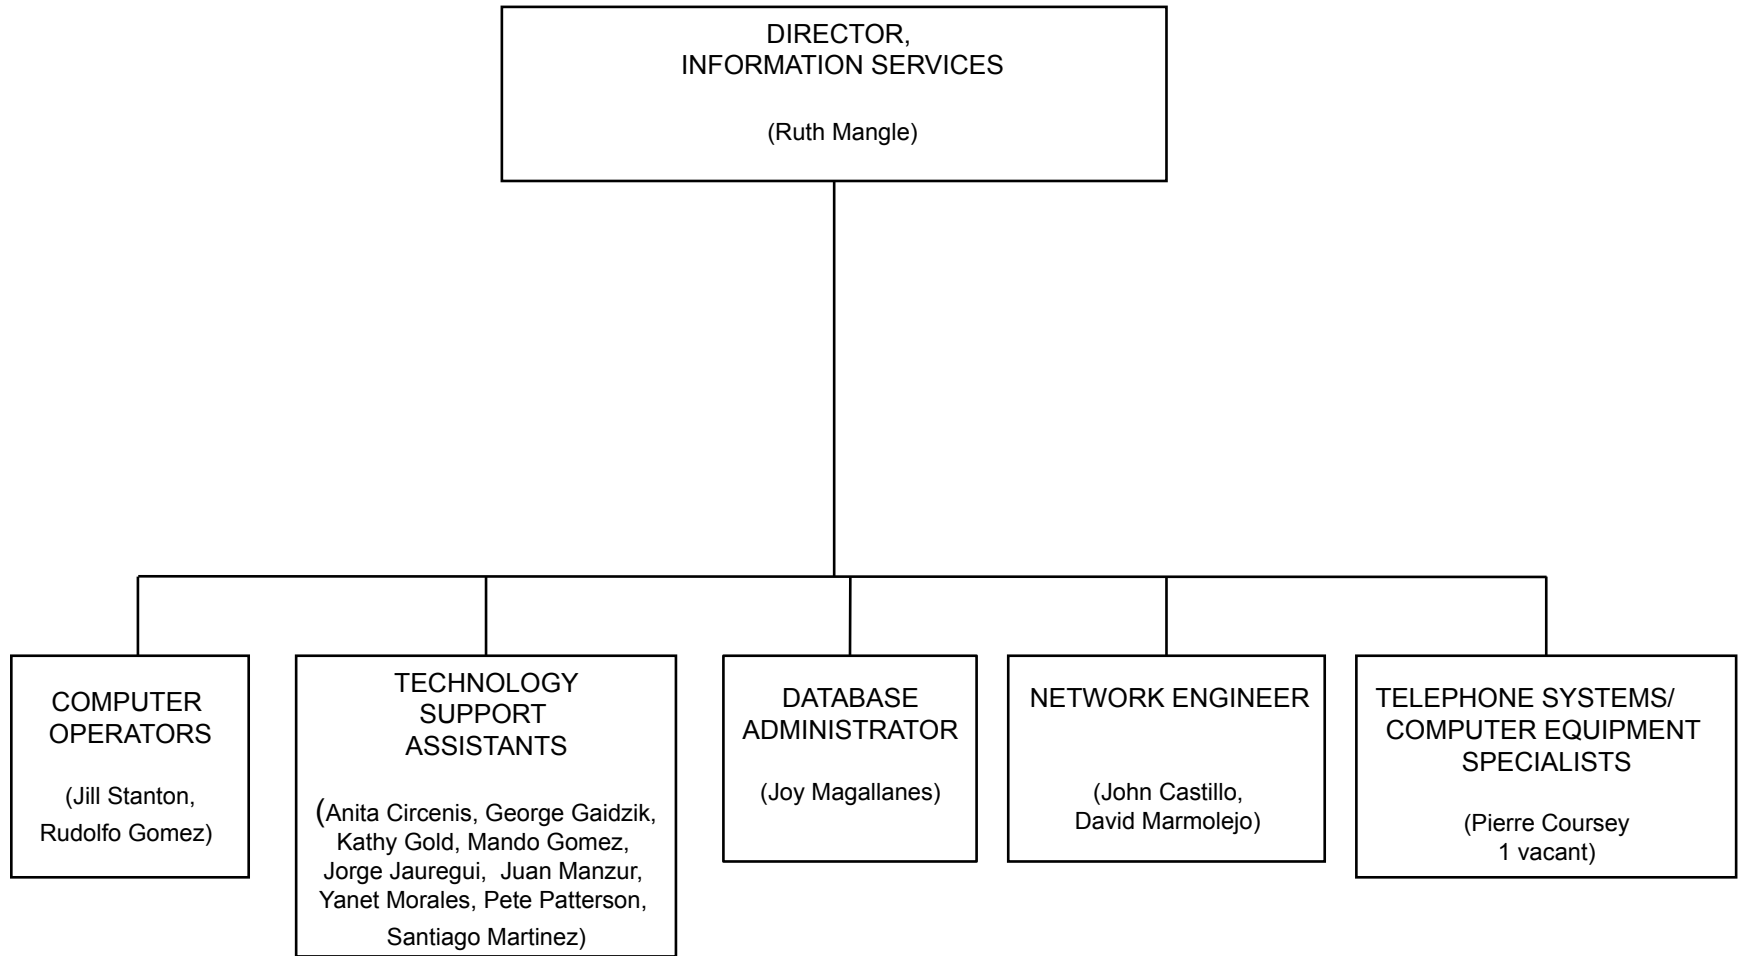 DIRECTOR,
INFORMATION SERVICES
(Ruth Mangle)
COMPUTER
OPERATORS
(Jill Stanton,
Rudolfo Gomez)
TECHNOLOGY
SUPPORT
ASSISTANTS
(Anita Circenis, George Gaidzik,
Kathy Gold, Mando Gomez,
Jorge Jauregui, Juan Manzur,
Yanet Morales, Pete Patterson,
Santiago Martinez)
DATABASE
ADMINISTRATOR
(Joy Magallanes)
NETWORK ENGINEER
(John Castillo,
David Marmolejo)
TELEPHONE SYSTEMS/
COMPUTER EQUIPMENT
SPECIALISTS
(Pierre Coursey
1 vacant)